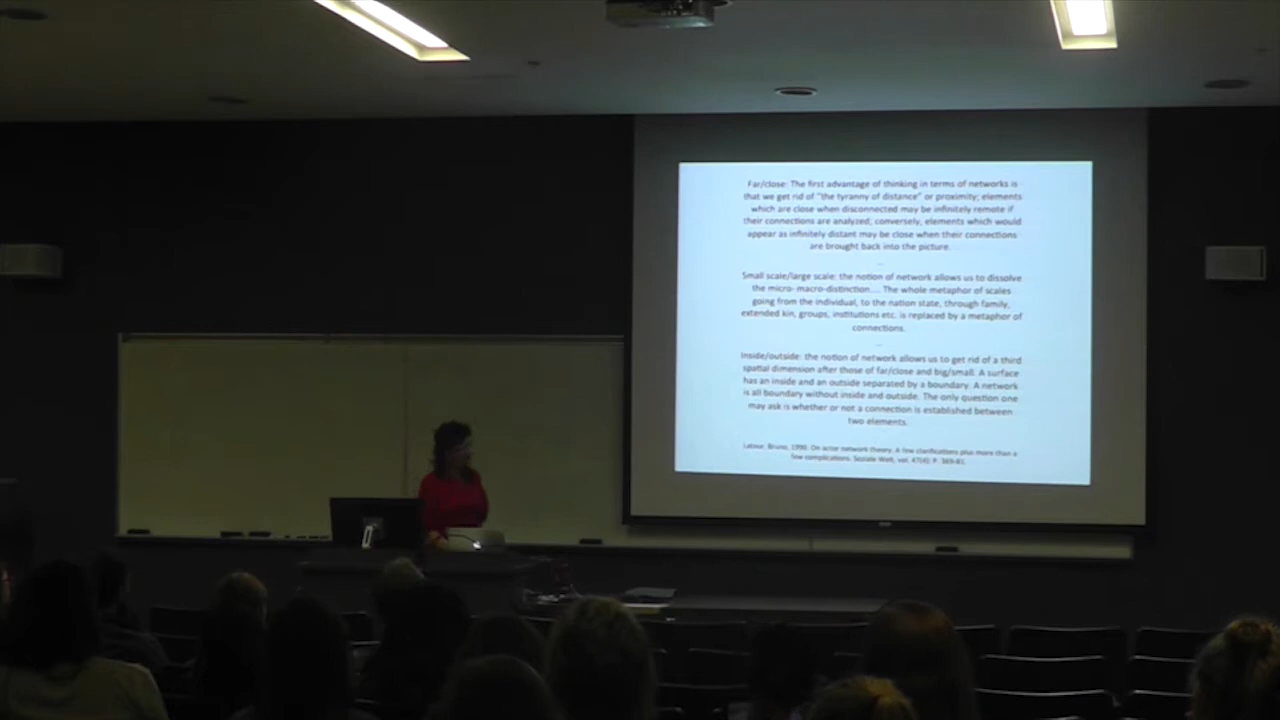 Far/close: The first advantage of thinking in terms of networks is
that we get rid of "the tyranny of distance" or proximity; elements
which are close when disconnected may be infinitely remote if
their connections are analyzed; conversely, elements which would
appear as infinitely distant may be close when their connections
are brought back into the picture.
...
Small scale/large scale: the notion of network allows us to dissolve
the micro- macro-distinction.... The whole metaphor of scales
going from the individual, to the nation state, through family,
extended kin, groups, institutions etc. is replaced by a metaphor of
connections.
...
Inside/outside: the notion of network allows us to get rid of a third
spatial dimension after those of far/close and big/small. A surface
has an inside and an outside separated by a boundary. A network
is all boundary without inside and outside. The only question one
may ask is whether or not a connection is established between
two elements.
Latour, Bruno, 1990. On actor network theory. A few clarifications plus more than a
few complications. Soziale Welt, vol. 47(4): P. 369-81.